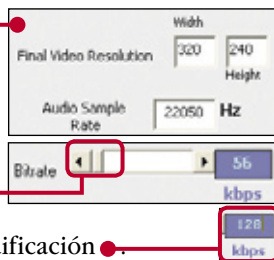 Width
Final Video Resolution 320 240
Height
Audio Sample Rate 22050 Hz
Bitrate 56
kbps
128
kbps
ificación .